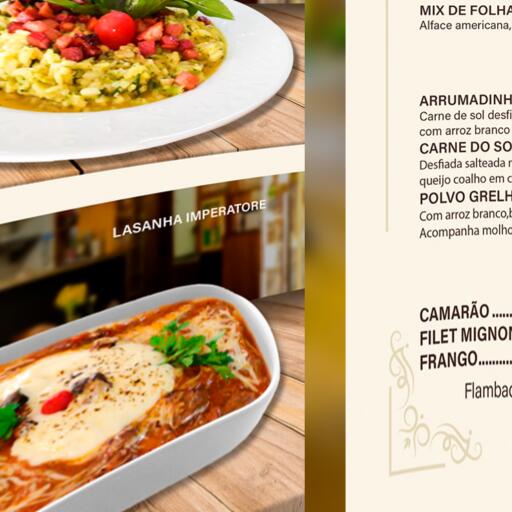 LASANHA IMPERATORE
MIX DE FOLHA
Alface americana,
ARRUMADINH
Carne de sol desfi
com arroz branco
CARNE DO SO
Desfiada salteada
queijo coalho em c
POLVO GRELH
Com arroz branco,b
Acompanha molho
CAMARÃO......
FILET MIGNON
FRANGO..........
Flambad